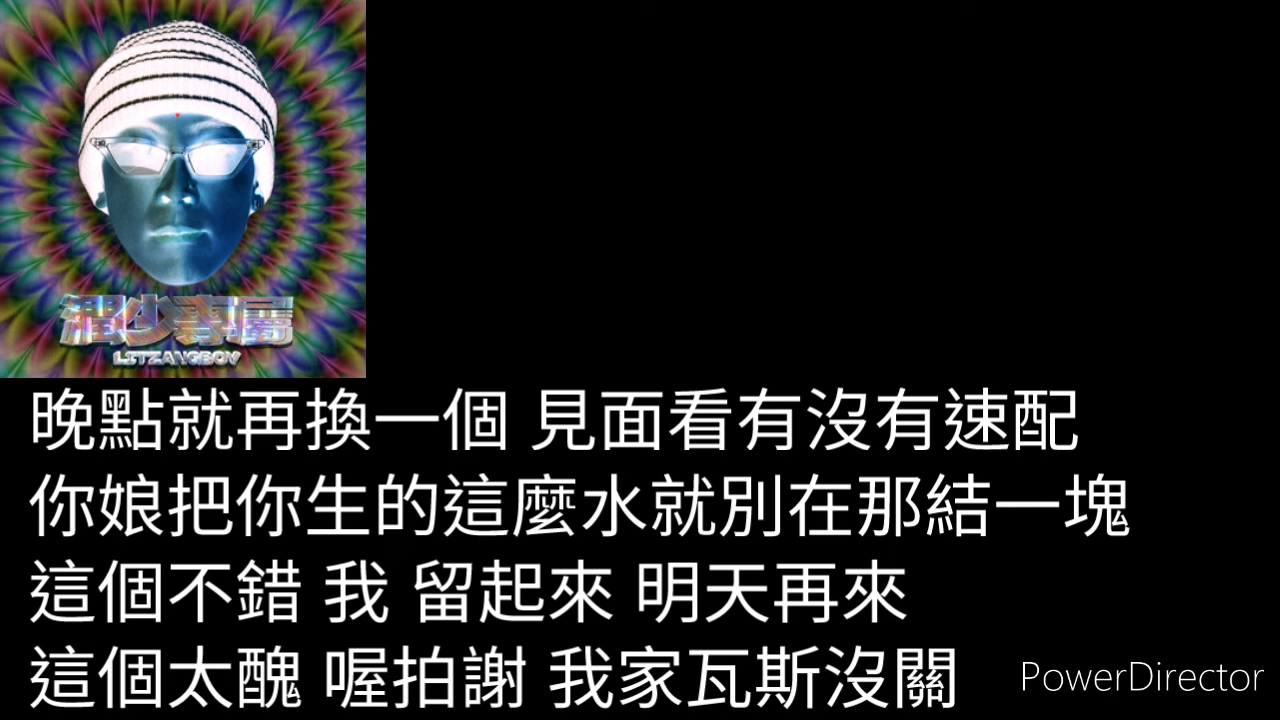 潤少專屬
LITZANGBOY
晚點就再換一個 見面看有沒有速配
你娘把你生的這麼水就別在那結一塊
這個不錯 我 留起來 明天再來
這個太醜 喔拍謝 我家瓦斯沒關
PowerDirector